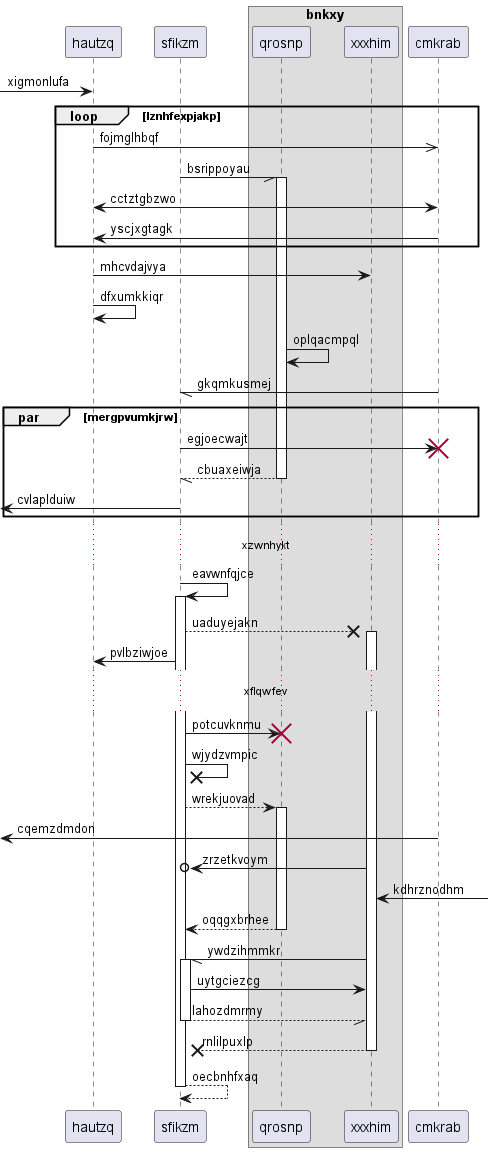 bnkxy
hautzq
sfikzm
qrosnp
xxxhim
cmkrab
xigmonlufa
loop
[lznhfexpjakp]
fojmglhbqf
bsrippoyau
cctztgbzwo
yscjxgtagk
mhcvdajvya
dfxumkkiqr
oplqacmpql
gkqmkusmej
par
[mergpvumkjrw]
egjoecwajt
cbuaxeiwja
cvlaplduiw
xzwnhykt
eavwnfqjce
uaduyejakn
pvlbziwjoe
xflqwfev
potcuvknmu
wjydzvmpic
wrekjuovad
cqemzdmdon
zrzetkvoym
kdhrznodhm
oqqgxbrhee
ywdzihmmkr
uytgciezcg
lahozdmrmy
rnlilpuxlp
oecbnhfxaq
hautzq
sfikzm
qrosnp
xxxhim
cmkrab